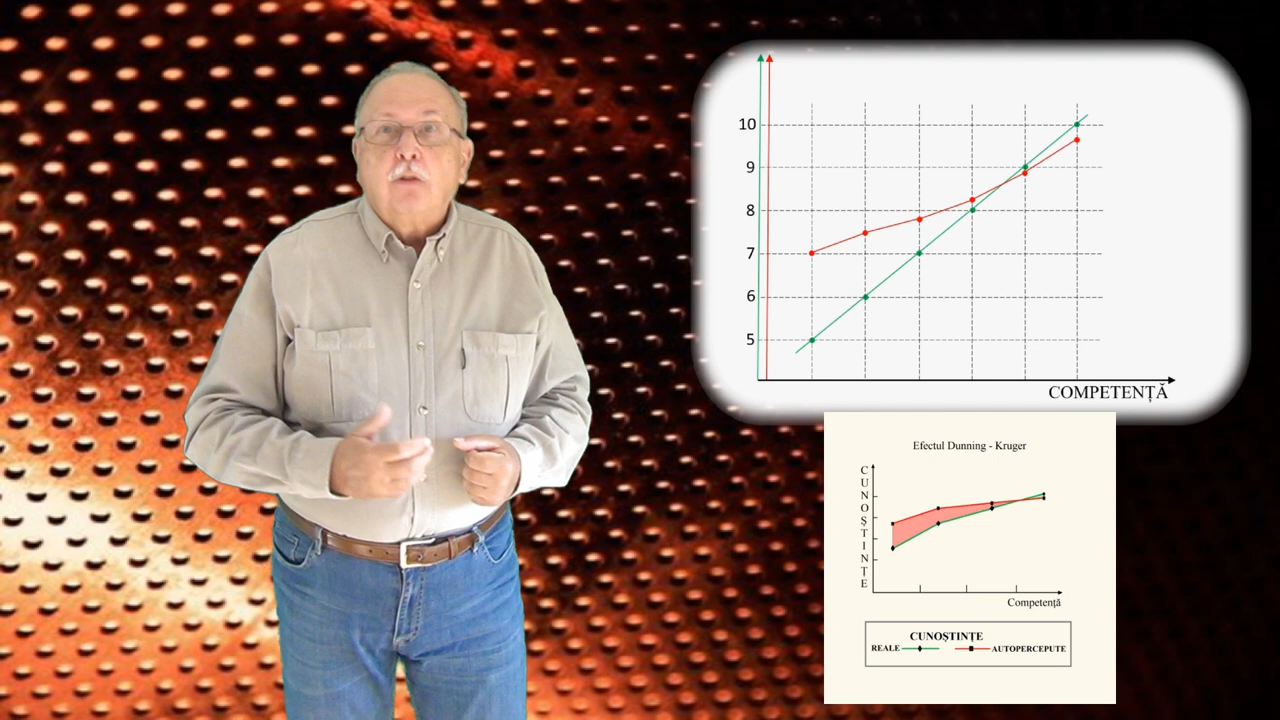 10
9
8
7
6
5
COMPETENȚĂ
Efectul Dunning - Kruger
CUNOȘTINȚE
Competență
CUNOȘTINȚE
REALE AUTOPERCEPUTE